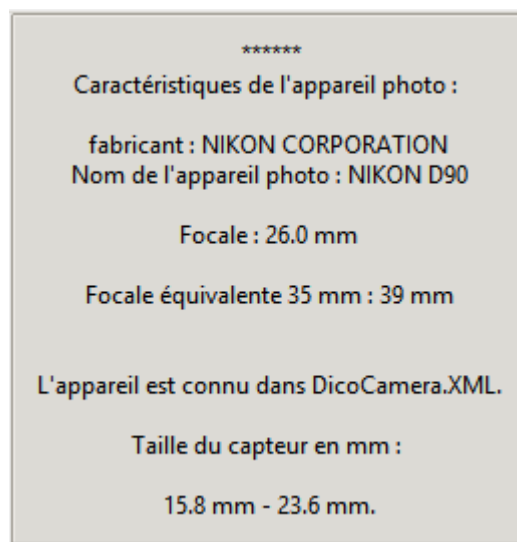 ******
Caractéristiques de l'appareil photo :
fabricant : NIKON CORPORATION
Nom de l'appareil photo : NIKON D90
Focale : 26.0 mm
Focale équivalente 35 mm : 39 mm
L'appareil est connu dans DicoCamera.XML.
Taille du capteur en mm :
15.8 mm - 23.6 mm.